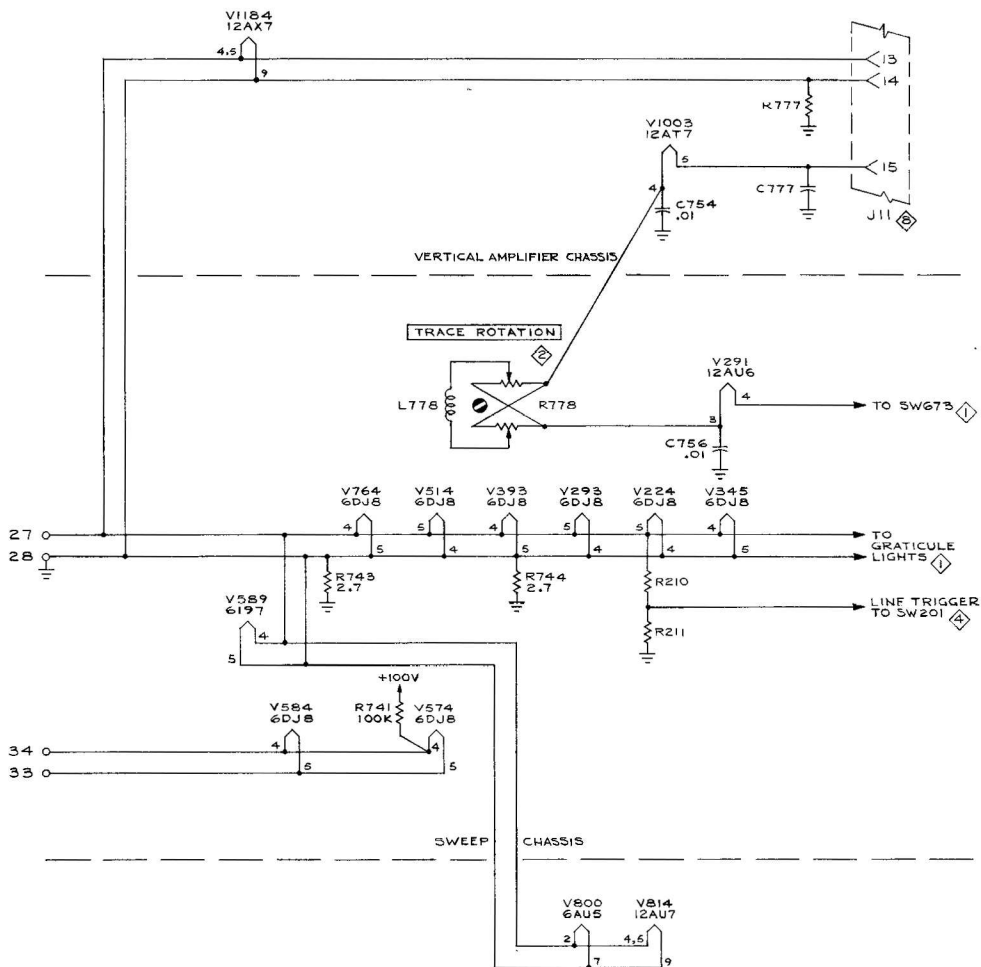 V1184
12AX7
4,5
9
13
14
R777
V1003
12AT7
5
15
4
C754
.01
C777
J11 8
VERTICAL AMPLIFIER CHASSIS
TRACE ROTATION
2
V291
12AU6
4
L778
R778
TO SW673 1
3
C756
.01
V764
6DJ8
V514
6DJ8
V393
6DJ8
V293
6DJ8
V224
6DJ8
V345
6DJ8
27
4
5
4
5
5
4
TO
GRATICULE
LIGHTS 1
28
5
4
5
4
4
5
R743
2.7
R744
2.7
R210
LINE TRIGGER
TO SW201 4
R211
V589
6197
4
5
+100V
V584
6DJ8
R741
100K
V574
6DJ8
34
4
4
33
5
5
SWEEP CHASSIS
V800
6AU5
V814
12AU7
2
4,5
7
9